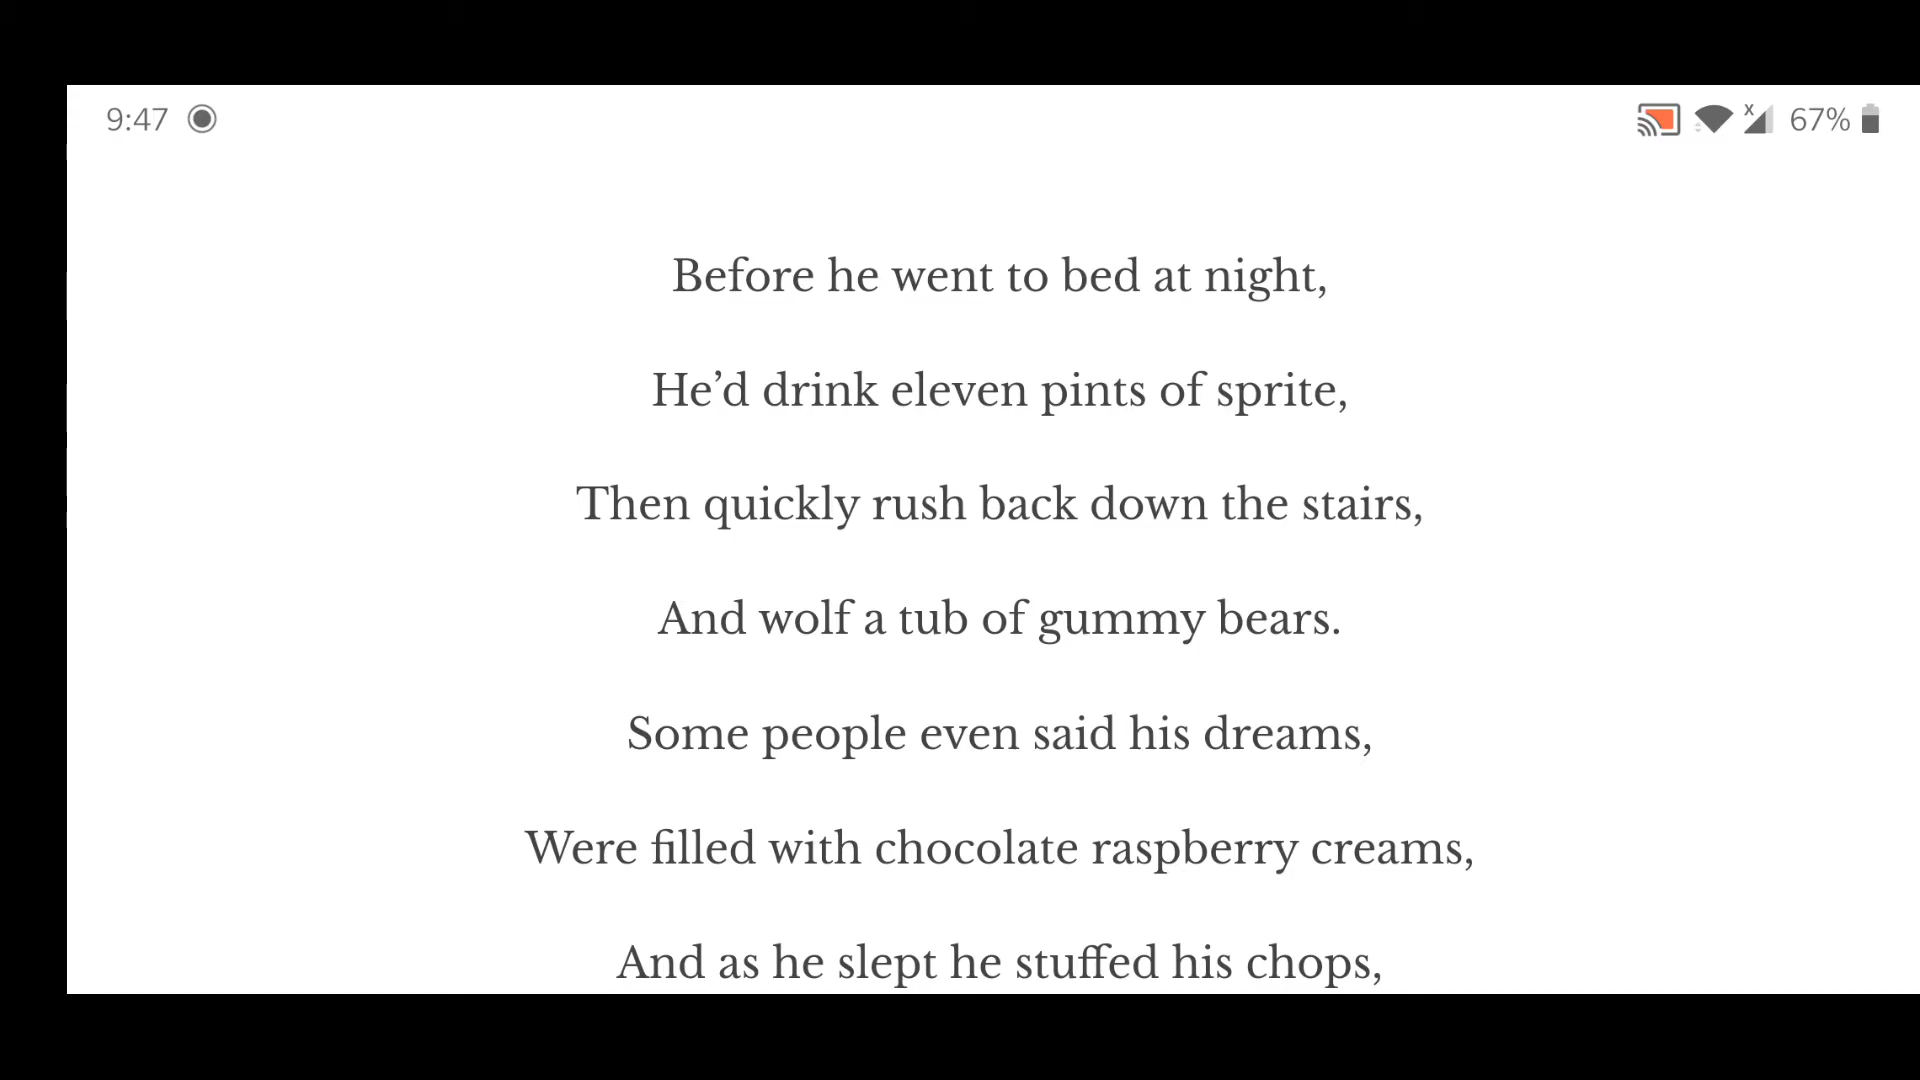 9:47
x
67%
Before he went to bed at night,
He’d drink eleven pints of sprite,
Then quickly rush back down the stairs,
And wolf a tub of gummy bears.
Some people even said his dreams,
Were filled with chocolate raspberry creams,
And as he slept he stuffed his chops,